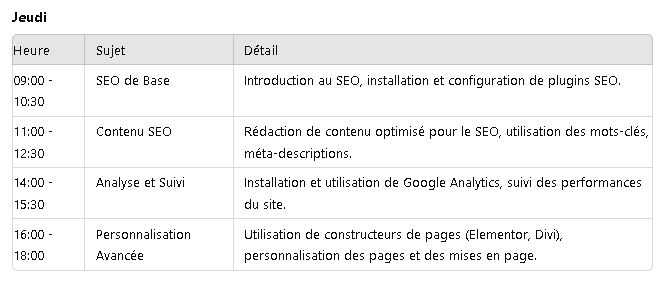 Jeudi
Heure Sujet Détail
09:00 - SEO de Base Introduction au SEO, installation et configuration de plugins SEO.
10:30
11:00 - Contenu SEO Rédaction de contenu optimisé pour le SEO, utilisation des mots-clés,
12:30 méta-descriptions.
14:00 - Analyse et Suivi Installation et utilisation de Google Analytics, suivi des performances
15:30 du site.
16:00 - Personnalisation Utilisation de constructeurs de pages (Elementor, Divi),
18:00 Avancée personnalisation des pages et des mises en page.